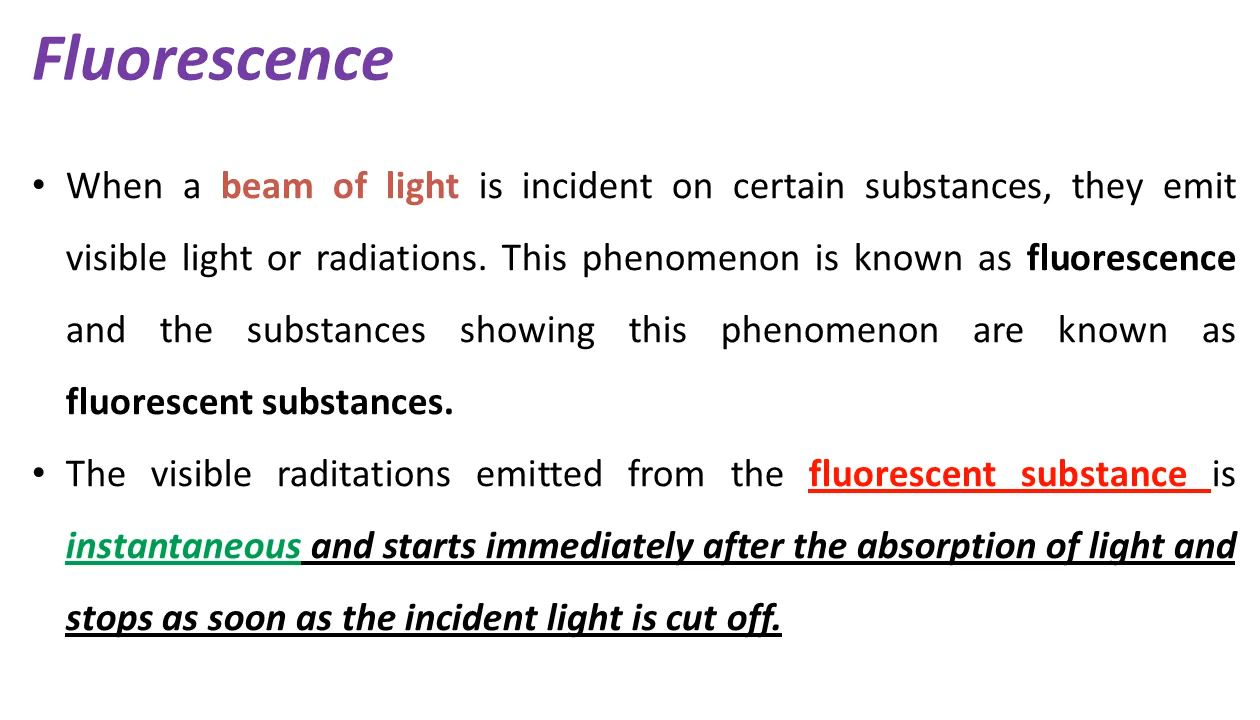 Fluorescence
• When a beam of light is incident on certain substances, they emit
visible light or radiations. This phenomenon is known as fluorescence
and the substances showing this phenomenon are known as
fluorescent substances.
• The visible raditations emitted from the fluorescent substance is
instantaneous and starts immediately after the absorption of light and
stops as soon as the incident light is cut off.